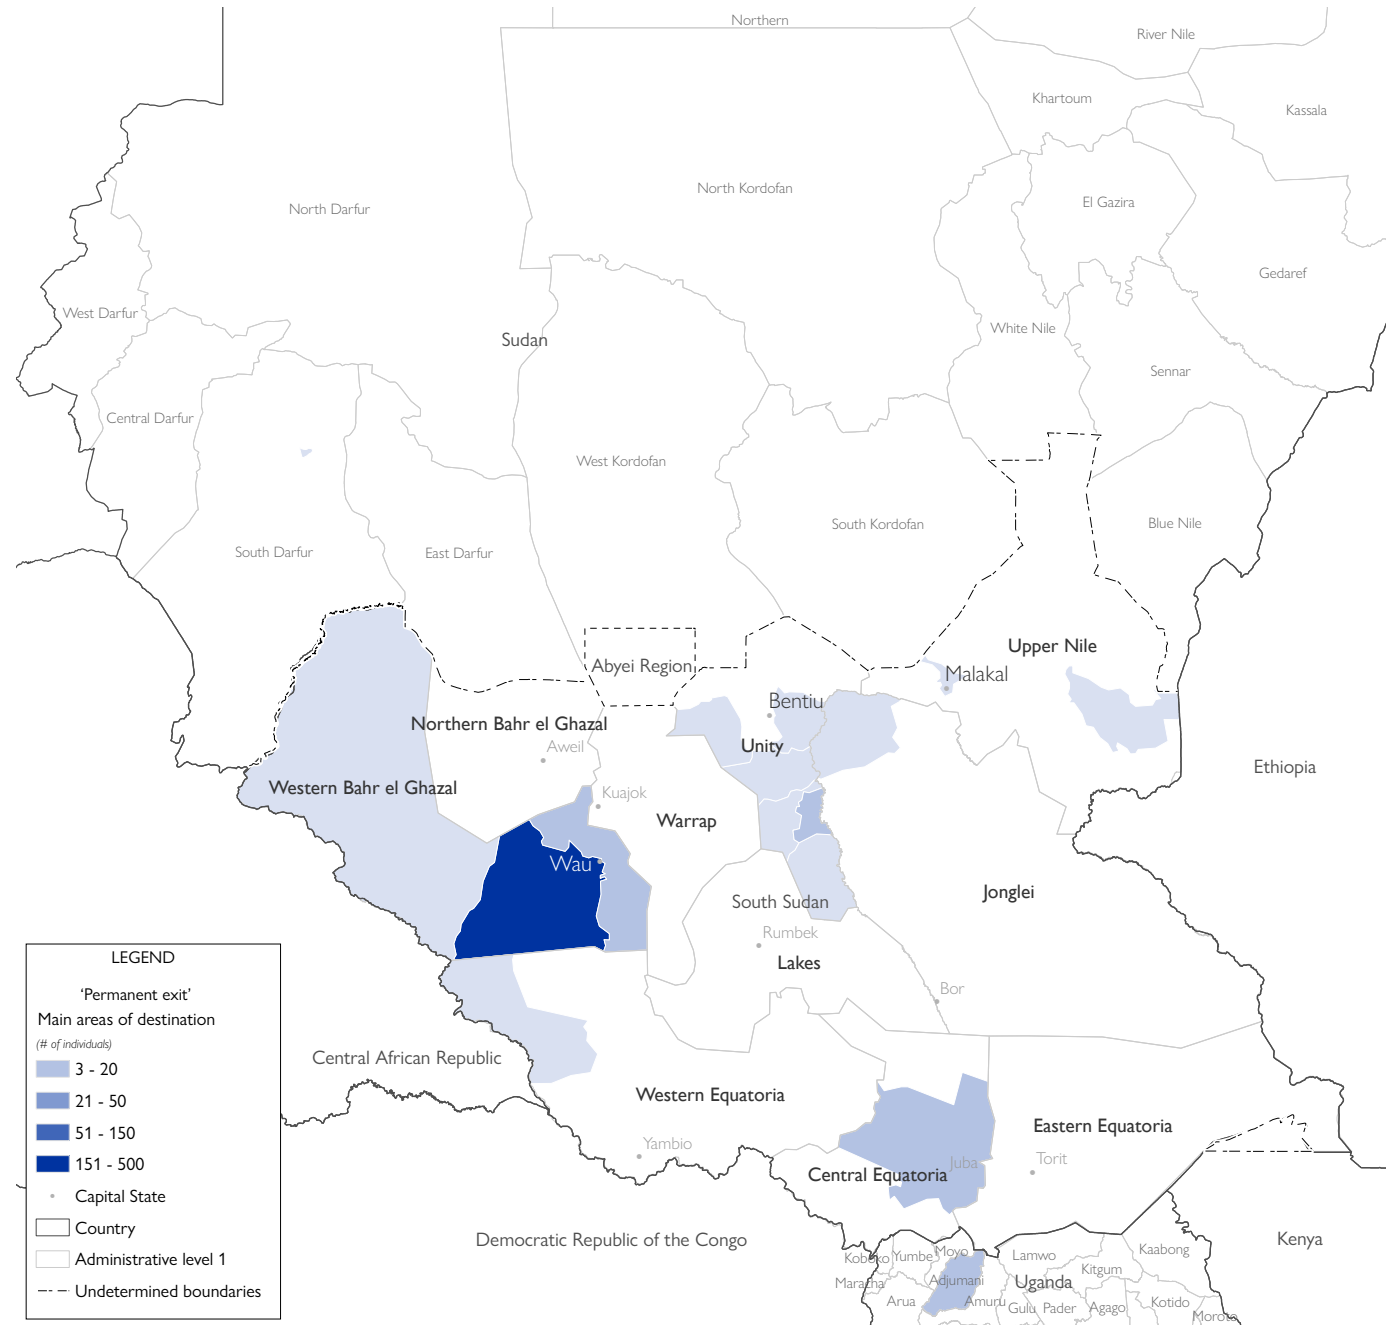 Northern
River Nile
Khartoum
Kassala
North Kordofan
El Gazira
North Darfur
Gedaref
West Darfur
White Nile
Sudan
Sennar
Central Darfur
West Kordofan
South Kordofan
Blue Nile
South Darfur
East Darfur
Upper Nile
Abyei Region
Malakal
Bentiu
Northern Bahr el Ghazal
Unity
Aweil
Ethiopia
Western Bahr el Ghazal
Kuajok
Warrap
Wau
Jonglei
South Sudan
Rumbek
Lakes
Bor
Central African Republic
Western Equatoria
Eastern Equatoria
Yambio
Juba
Torit
Central Equatoria
Democratic Republic of the Congo
Kenya
Koboko
Yumbe
Moyo
Lamwo
Kaabong
Maracha
Adjumani
Uganda
Kitgum
Arua
Amuru
Gulu
Pader
Agago
Kotido
Moroto
LEGEND
‘Permanent exit’
Main areas of destination
(# of individuals)
3 - 20
21 - 50
51 - 150
151 - 500
Capital State
Country
Administrative level 1
Undetermined boundaries